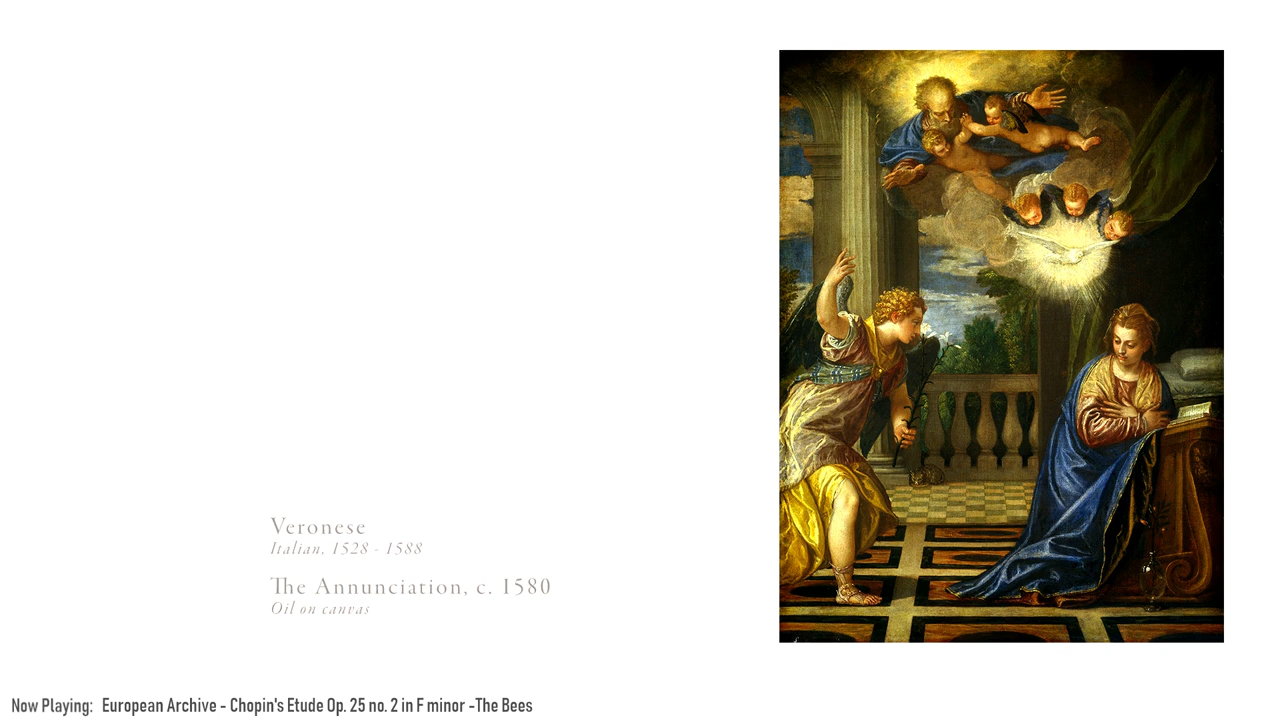 Veronese
Italian, 1528 - 1588
The Annunciation, c. 1580
Oil on canvas
Now Playing: European Archive - Chopin's Etude Op. 25 no. 2 in F minor -The Bees